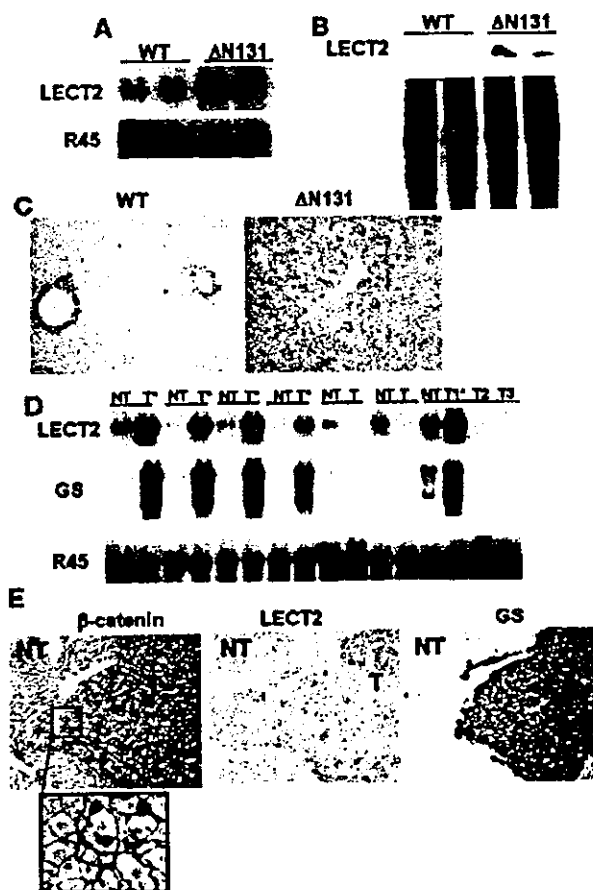 A
WT ΔN131
LECT2
R45
B
WT ΔN131
LECT2
C
WT ΔN131
D
NT T* NT T* NT T* NT T* NT T NT T NT T1* T2 T3
LECT2
GS
R45
E
β-catenin LECT2 GS
NT NT T NT